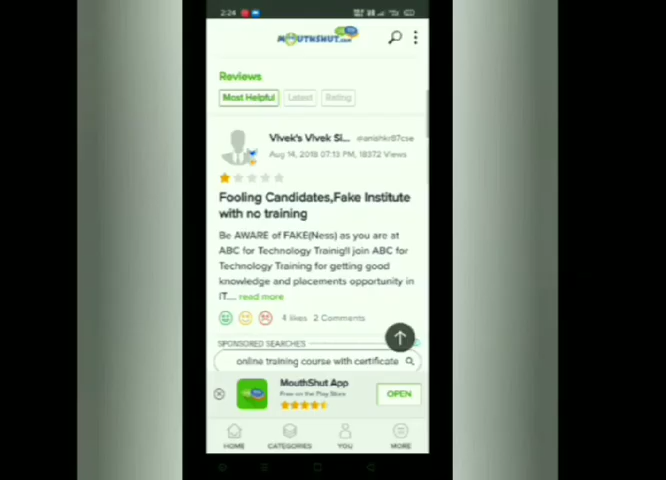 2:24
MOUTHSHUT.com
Reviews
Most Helpful Latest Rating
Vivek's Vivek Si... @anishkr87cse
Aug 14, 2018 07:13 PM, 18372 Views
Fooling Candidates,Fake Institute
with no training
Be AWARE of FAKE(Ness) as you are at
ABC for Technology Trainig!I join ABC for
Technology Training for getting good
knowledge and placements opportunity in
IT.... read more
4 likes 2 Comments
SPONSORED SEARCHES
online training course with certificate
MouthShut App
Free on the Play Store
OPEN
HOME CATEGORIES YOU MORE